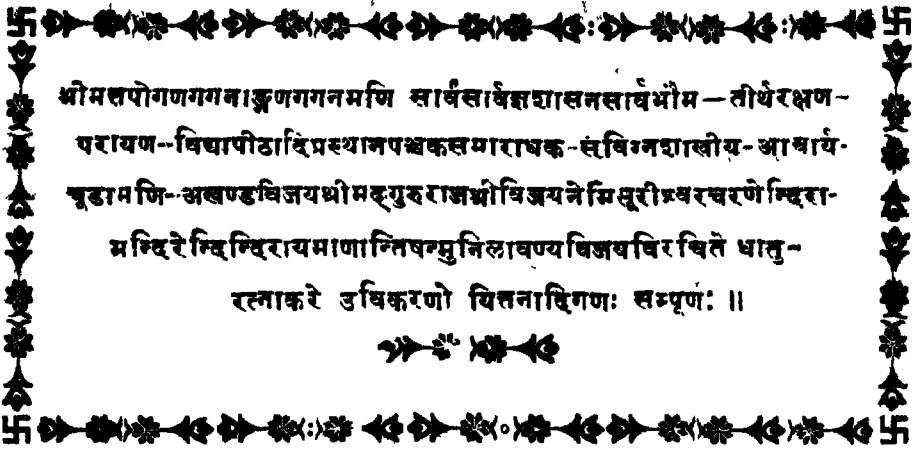 श्रीमत्तपोगणगगनाङ्गणगगनमणि सार्वसार्वज्ञशासनसार्वभौम—तीर्थरक्षण-
परायण-विद्यापीठादिप्रस्थानपञ्चकसमाराधक-संविग्नशाखीय-आचार्य-
चूडामणि-अखण्डविजयश्रीमद्गुरुराजश्रीविजयनेमिसूरीश्वरचरणेन्दिरा-
मन्दिरेन्दिन्दिरायमाणान्तिषन्मुनिलावण्यविजयविरचिते धातु-
रत्नाकरे उविकरणो यितनादिगणः सम्पूर्णः ॥